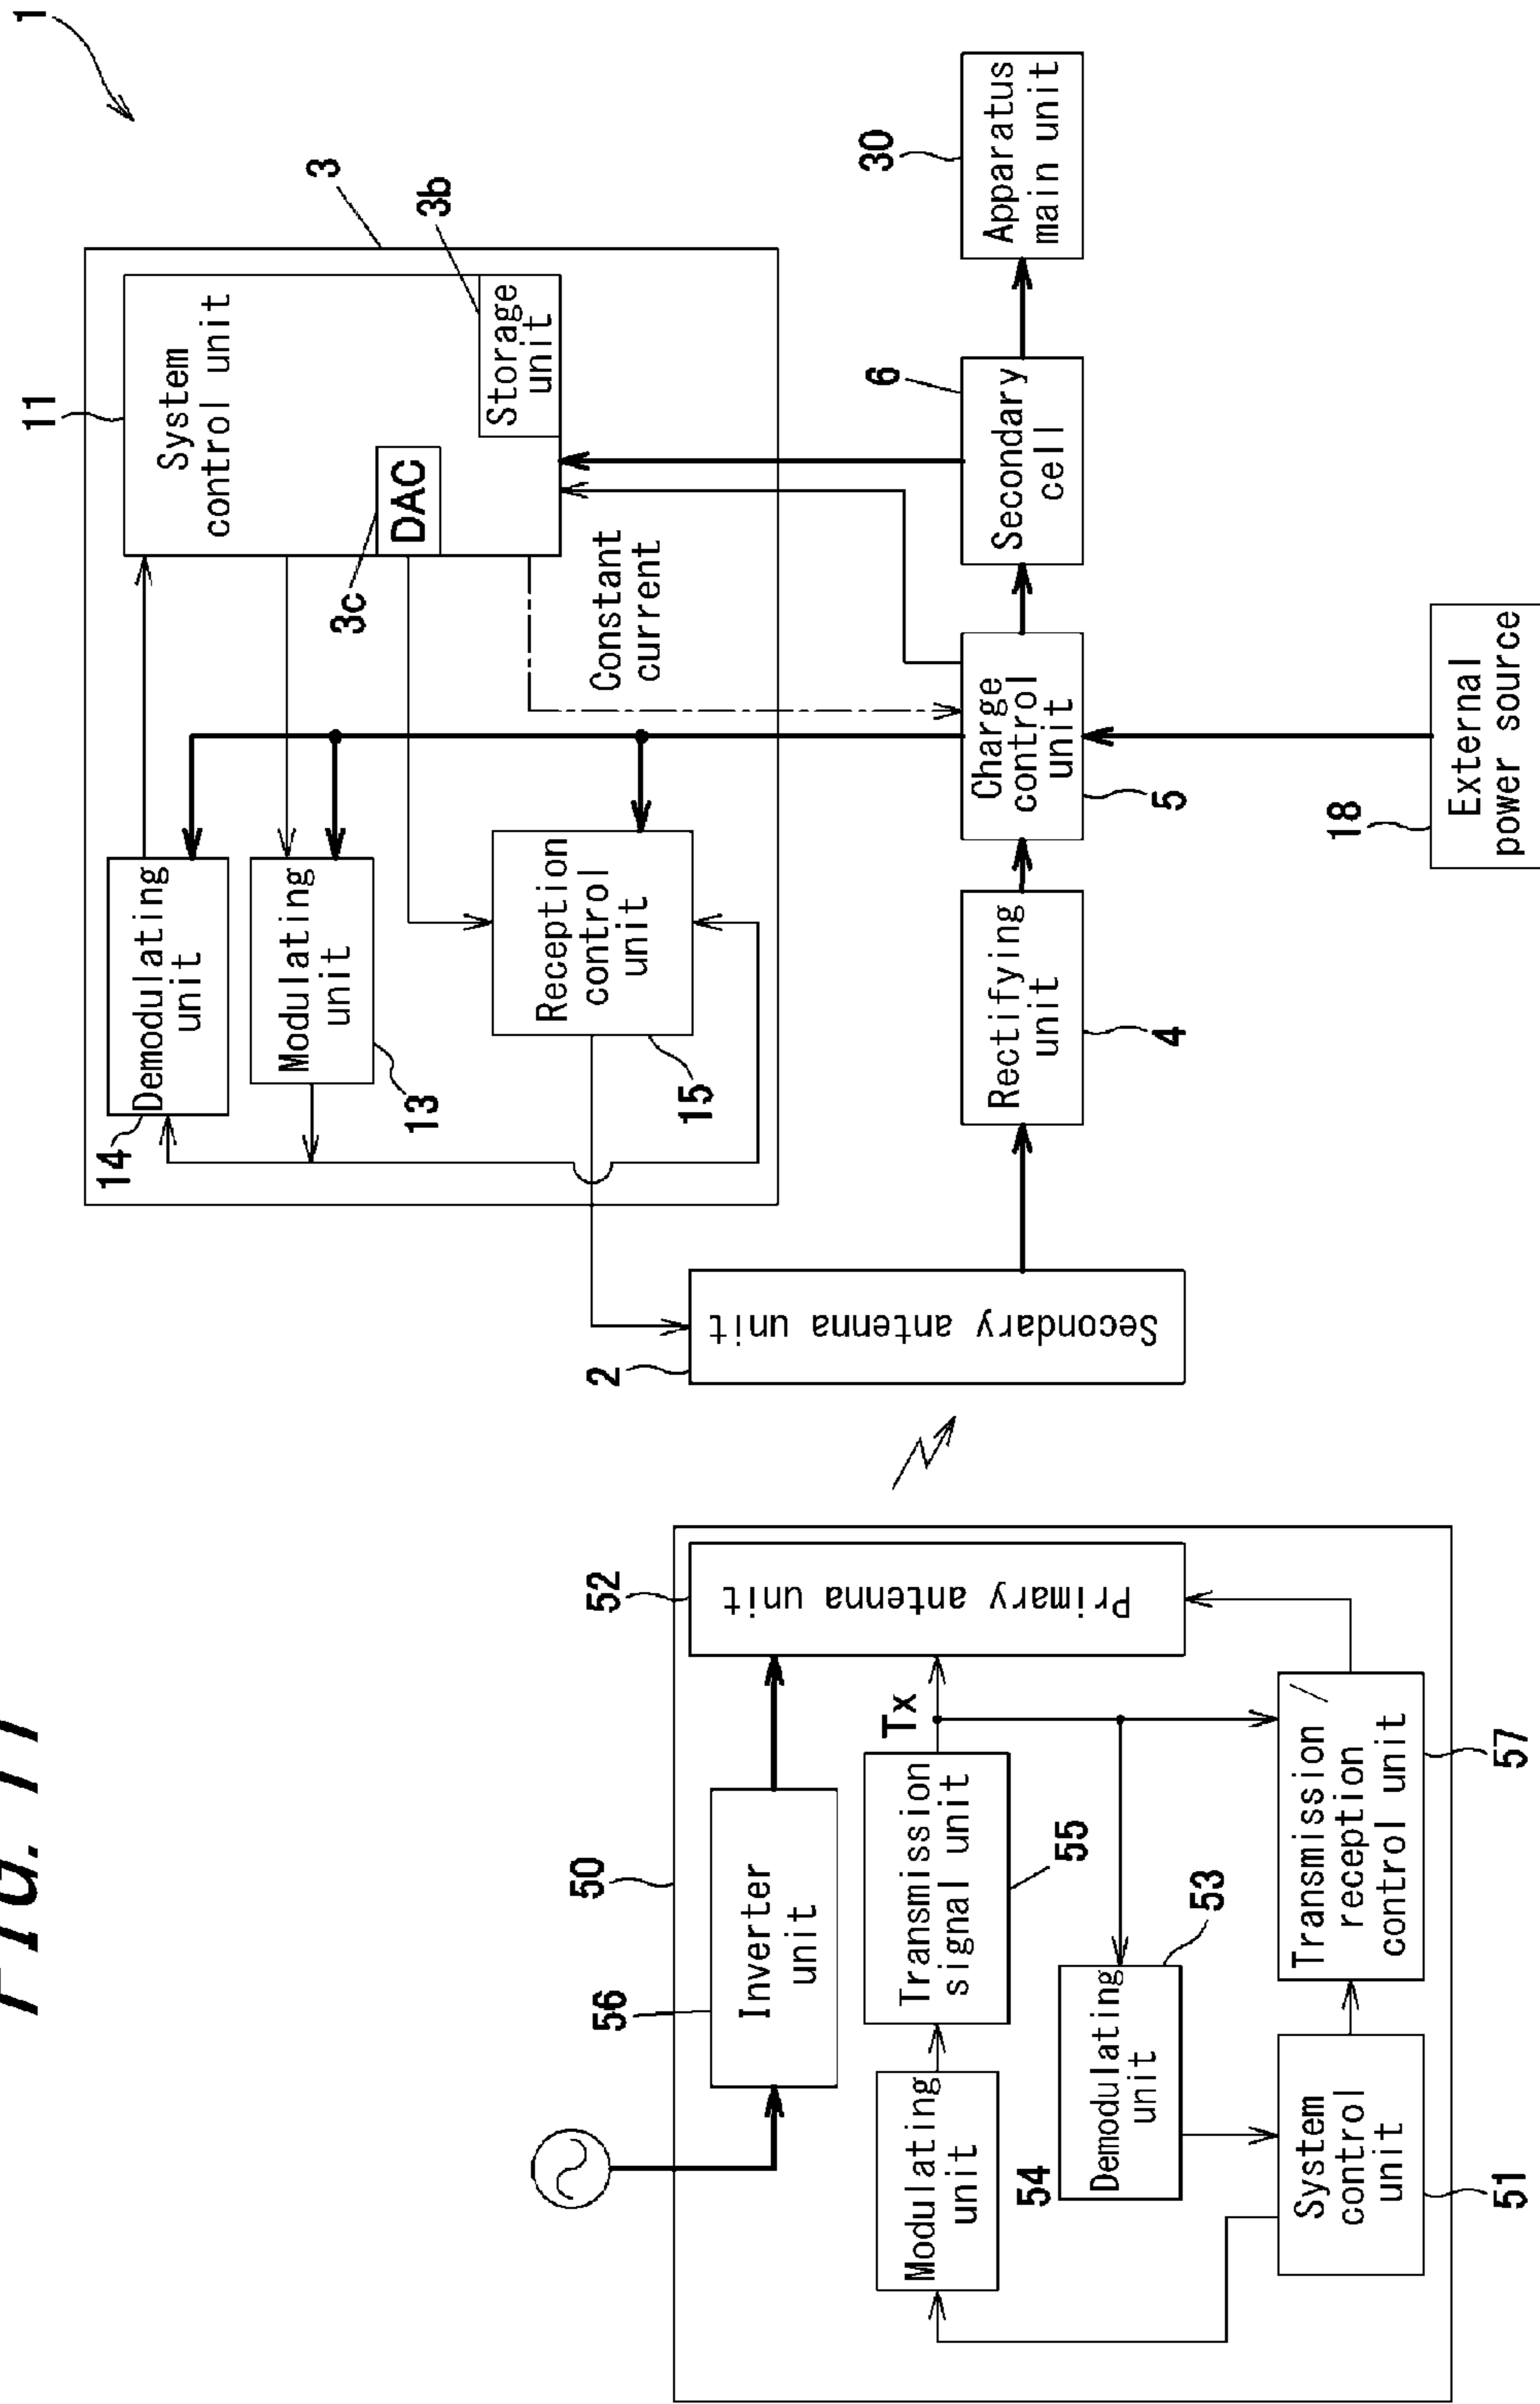 Fig. 11
1
3
11
System
control unit
3b
Storage
unit
3c
DAC
14
Demodulating
unit
Modulating
unit
13
Reception
control
unit
15
Constant
current
2
Secondary antenna unit
Rectifying
unit
4
Charge
control
unit
5
6
Secondary
cell
30
Apparatus
main unit
18
External
power source
50
52
Primary antenna unit
56
Inverter
unit
Tx
Transmission
signal unit
55
Modulating
unit
54
53
Demodulating
unit
System
control
unit
51
Transmission /
reception
control unit
57